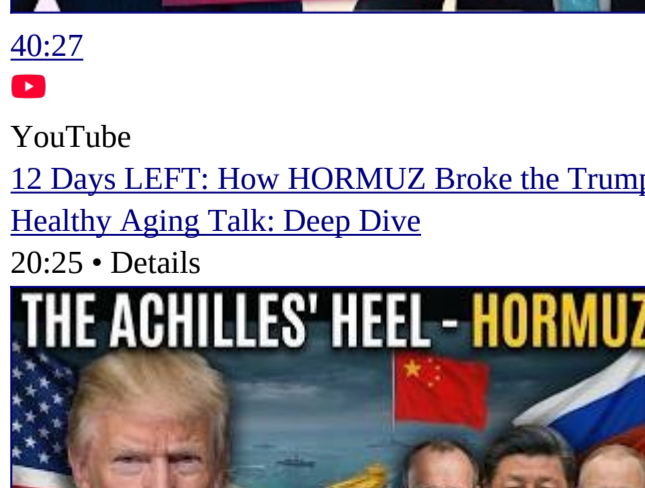 40:27
YouTube
12 Days LEFT: How HORMUZ Broke the Trump
Healthy Aging Talk: Deep Dive
20:25 • Details
THE ACHILLES' HEEL - HORMUZ